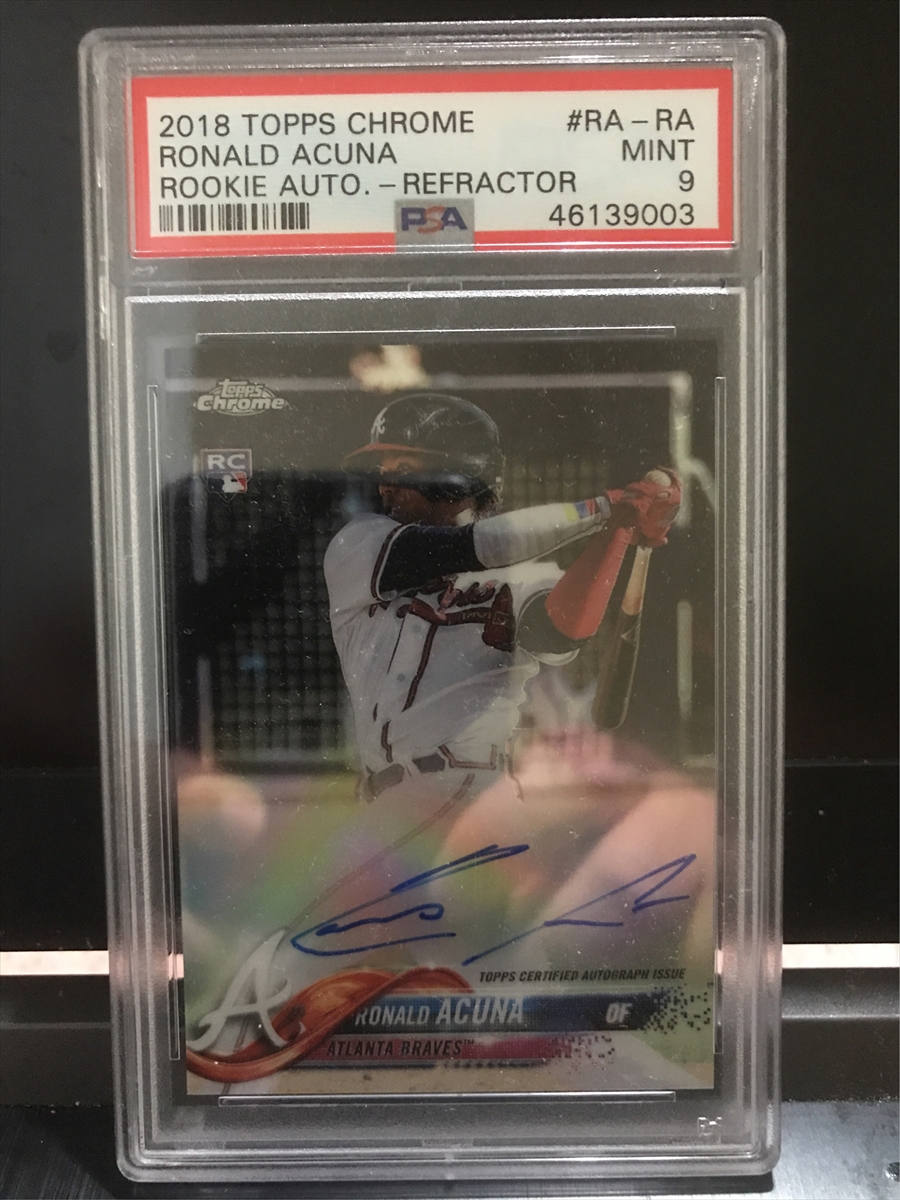 2018 TOPPS CHROME #RA – RA
RONALD ACUNA MINT
ROOKIE AUTO. – REFRACTOR 9
PSA 46139003
topps
Chrome
RC
A
TOPPS CERTIFIED AUTOGRAPH ISSUE
RONALD ACUNA OF
ATLANTA BRAVES™
A